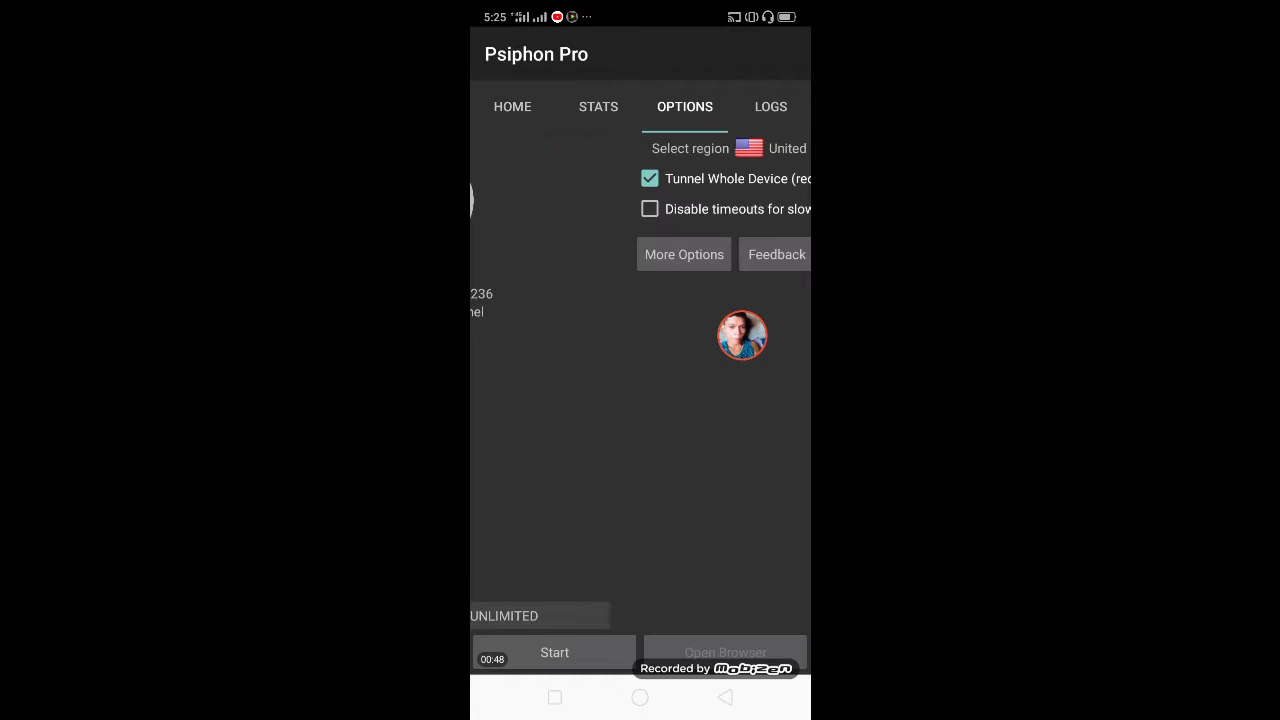 5:25
Psiphon Pro
HOME STATS OPTIONS LOGS
Select region United
Tunnel Whole Device (rec
Disable timeouts for slow
More Options Feedback
236
nel
UNLIMITED
Start Open Browser
00:48
Recorded by mobizen